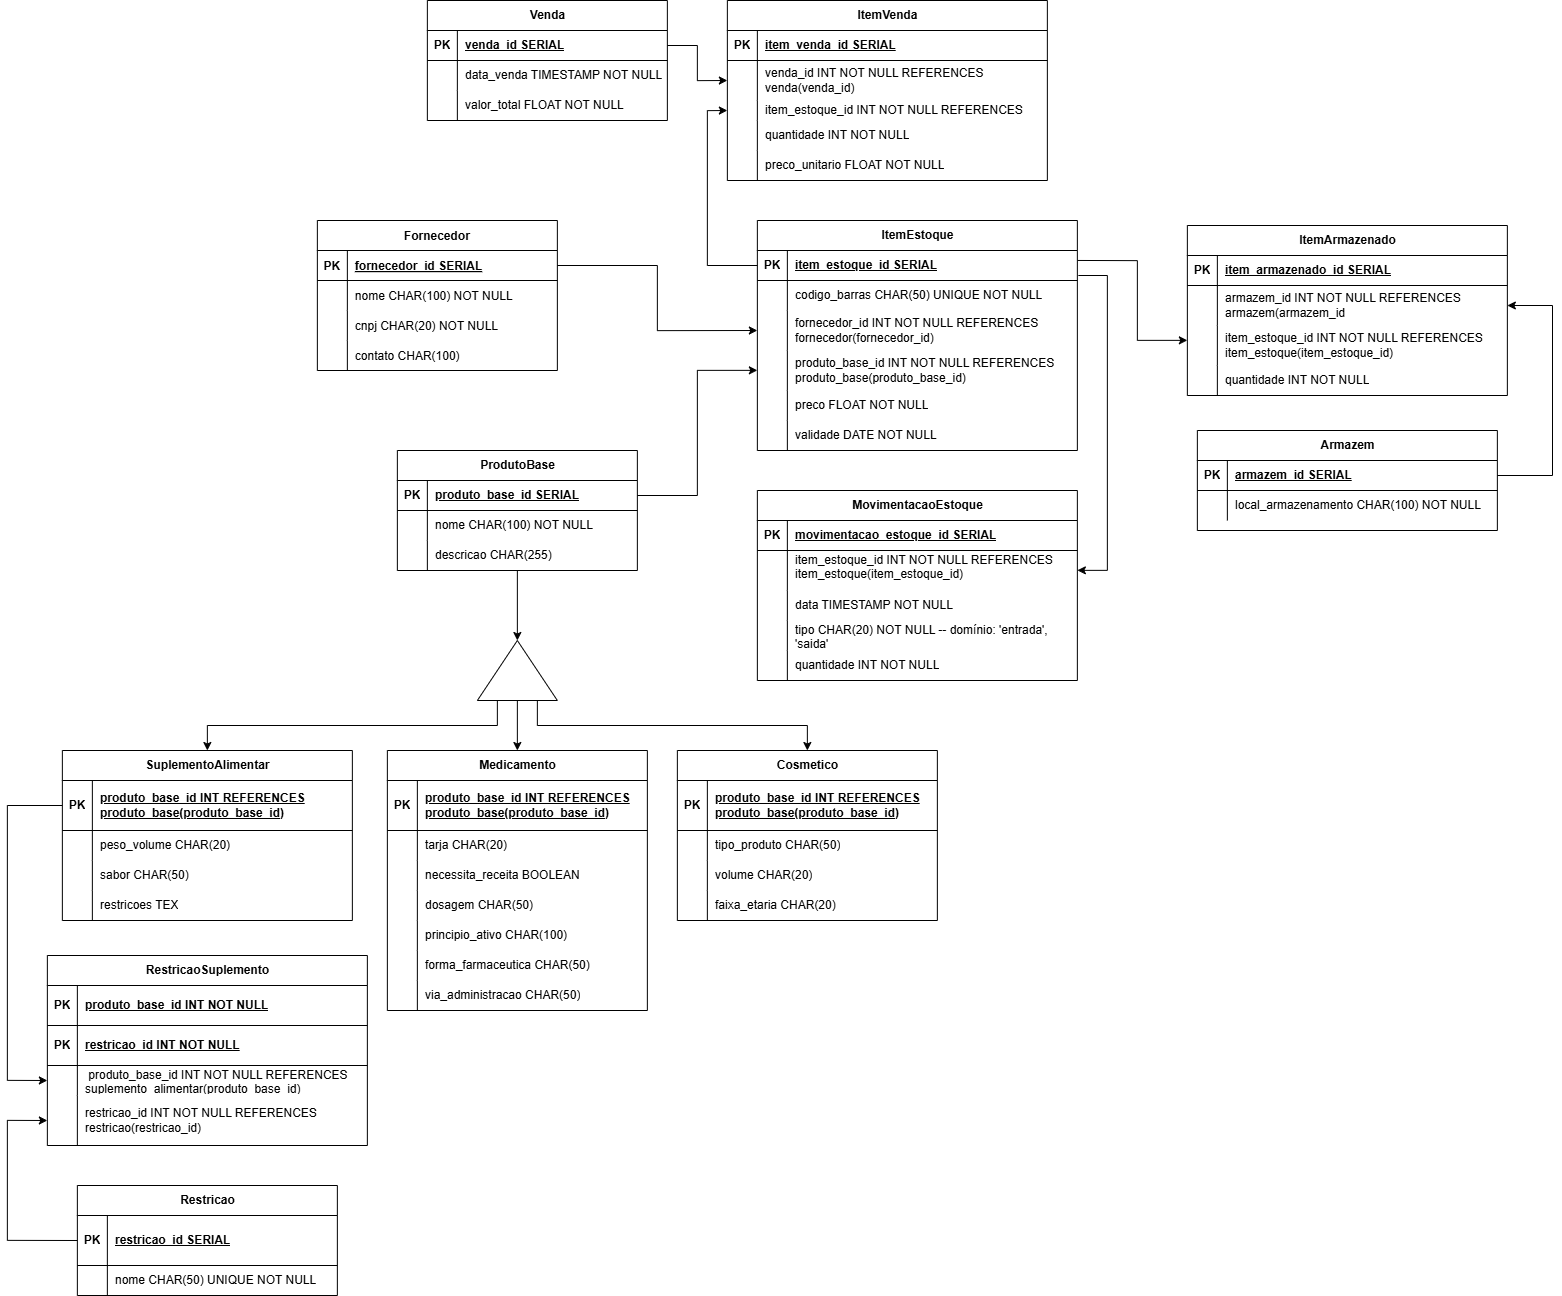 Venda
PK venda_id SERIAL
data_venda TIMESTAMP NOT NULL
valor_total FLOAT NOT NULL
ItemVenda
PK item_venda_id SERIAL
venda_id INT NOT NULL REFERENCES
venda(venda_id)
item_estoque_id INT NOT NULL REFERENCES
quantidade INT NOT NULL
preco_unitario FLOAT NOT NULL
Fornecedor
PK fornecedor_id SERIAL
nome CHAR(100) NOT NULL
cnpj CHAR(20) NOT NULL
contato CHAR(100)
ItemEstoque
PK item_estoque_id SERIAL
codigo_barras CHAR(50) UNIQUE NOT NULL
fornecedor_id INT NOT NULL REFERENCES
fornecedor(fornecedor_id)
produto_base_id INT NOT NULL REFERENCES
produto_base(produto_base_id)
preco FLOAT NOT NULL
validade DATE NOT NULL
ItemArmazenado
PK item_armazenado_id SERIAL
armazem_id INT NOT NULL REFERENCES
armazem(armazem_id
item_estoque_id INT NOT NULL REFERENCES
item_estoque(item_estoque_id)
quantidade INT NOT NULL
Armazem
PK armazem_id SERIAL
local_armazenamento CHAR(100) NOT NULL
ProdutoBase
PK produto_base_id SERIAL
nome CHAR(100) NOT NULL
descricao CHAR(255)
MovimentacaoEstoque
PK movimentacao_estoque_id SERIAL
item_estoque_id INT NOT NULL REFERENCES
item_estoque(item_estoque_id)
data TIMESTAMP NOT NULL
tipo CHAR(20) NOT NULL -- domínio: 'entrada',
'saida'
quantidade INT NOT NULL
SuplementoAlimentar
PK produto_base_id INT REFERENCES
produto_base(produto_base_id)
peso_volume CHAR(20)
sabor CHAR(50)
restricoes TEX
Medicamento
PK produto_base_id INT REFERENCES
produto_base(produto_base_id)
tarja CHAR(20)
necessita_receita BOOLEAN
dosagem CHAR(50)
principio_ativo CHAR(100)
forma_farmaceutica CHAR(50)
via_administracao CHAR(50)
Cosmetico
PK produto_base_id INT REFERENCES
produto_base(produto_base_id)
tipo_produto CHAR(50)
volume CHAR(20)
faixa_etaria CHAR(20)
RestricaoSuplemento
PK produto_base_id INT NOT NULL
PK restricao_id INT NOT NULL
produto_base_id INT NOT NULL REFERENCES
suplemento_alimentar(produto_base_id)
restricao_id INT NOT NULL REFERENCES
restricao(restricao_id)
Restricao
PK restricao_id SERIAL
nome CHAR(50) UNIQUE NOT NULL